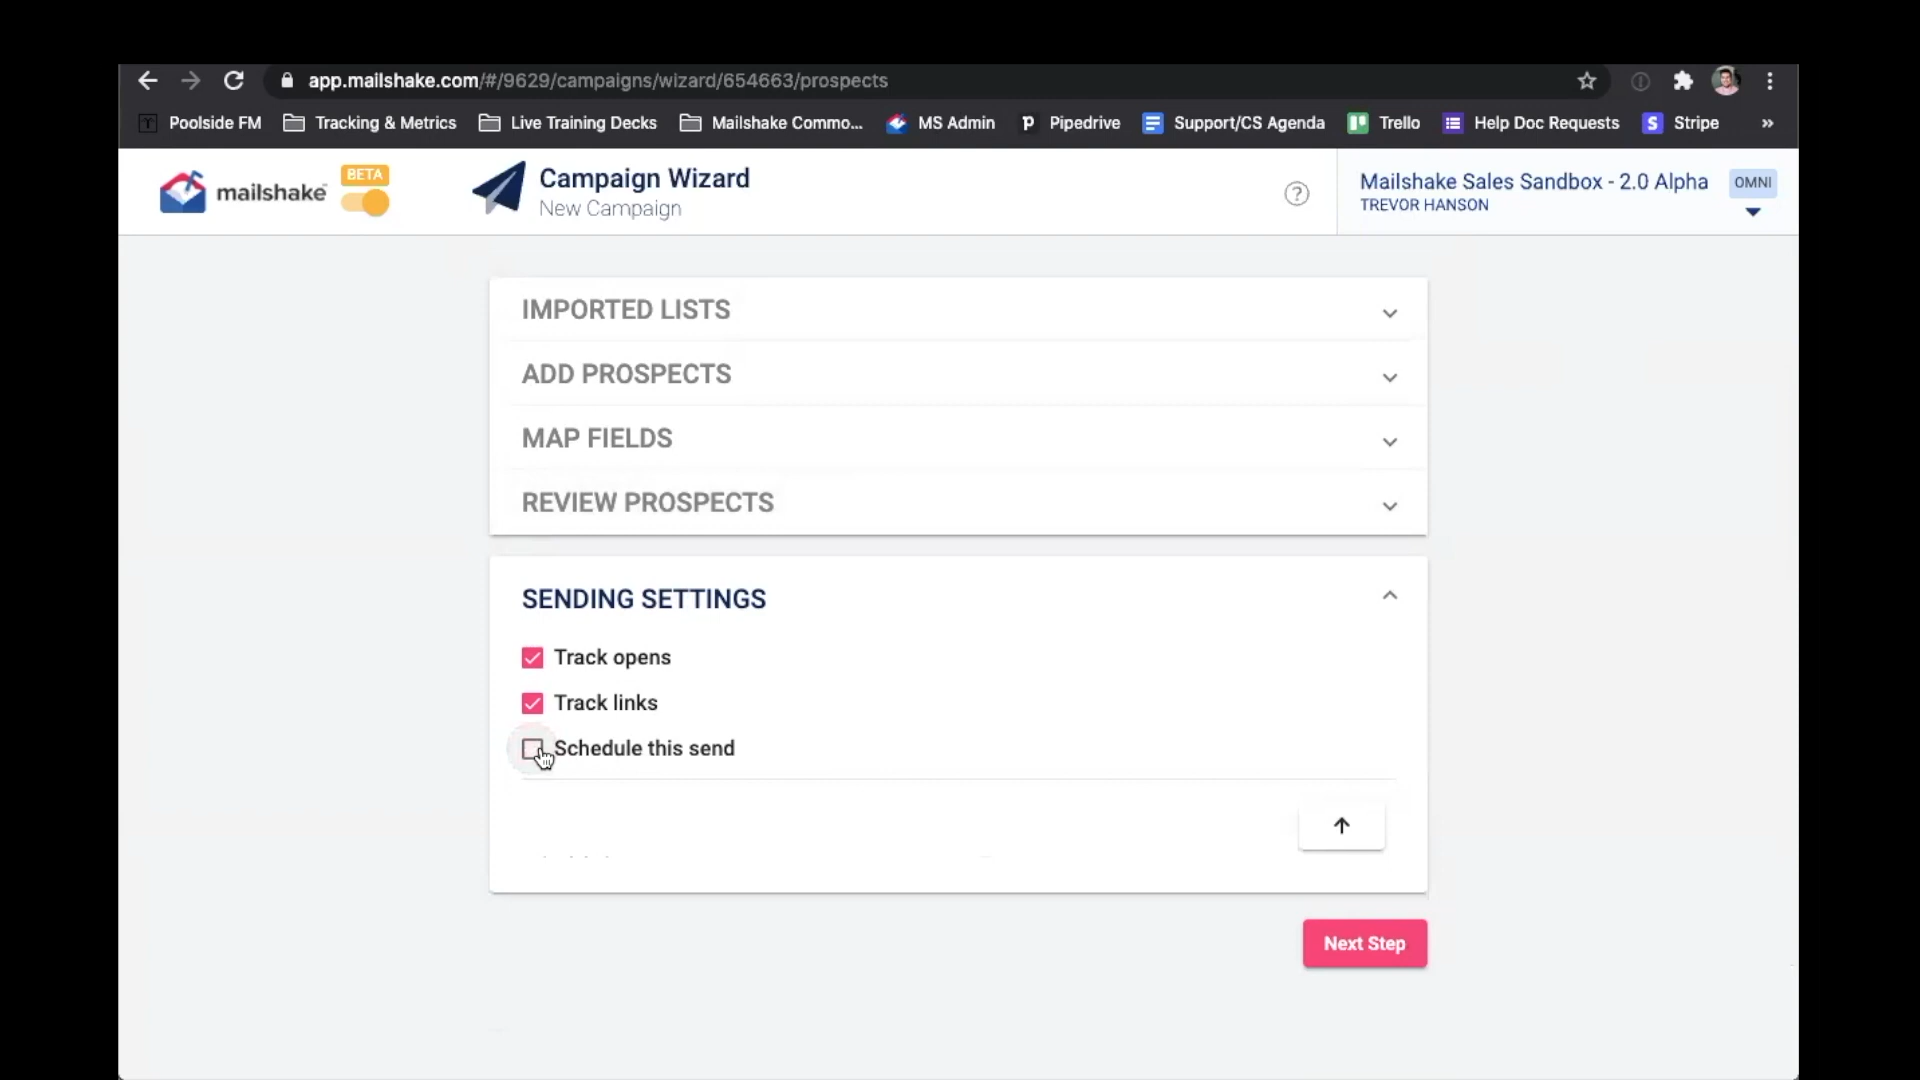 app.mailshake.com/#/9629/campaigns/wizard/654663/prospects
Poolside FM Tracking & Metrics Live Training Decks Mailshake Commo... MS Admin Pipedrive Support/CS Agenda Trello Help Doc Requests Stripe »
mailshake BETA
Campaign Wizard
New Campaign
Mailshake Sales Sandbox - 2.0 Alpha OMNI
TREVOR HANSON
IMPORTED LISTS
ADD PROSPECTS
MAP FIELDS
REVIEW PROSPECTS
SENDING SETTINGS
Track opens
Track links
Schedule this send
Next Step